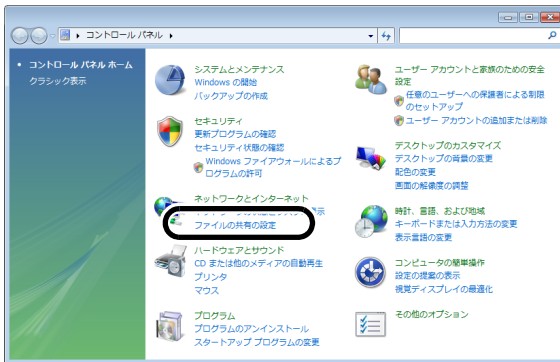 コントロール パネル
コントロール パネル ホーム
クラシック表示
システムとメンテナンス
Windows の開始
バックアップの作成
セキュリティ
更新プログラムの確認
セキュリティ状態の確認
Windows ファイアウォールによるプ
ログラムの許可
ネットワークとインターネット
ファイルの共有の設定
ハードウェアとサウンド
CD または他のメディアの自動再生
プリンタ
マウス
プログラム
プログラムのアンインストール
スタートアップ プログラムの変更
ユーザー アカウントと家族のための安全
設定
任意のユーザーへの保護者による制限
のセットアップ
ユーザー アカウントの追加または削除
デスクトップのカスタマイズ
デスクトップの背景の変更
配色の変更
画面の解像度の調整
時計、言語、および地域
キーボードまたは入力方法の変更
表示言語の変更
コンピュータの簡単操作
設定の提案の表示
視覚ディスプレイの最適化
その他のオプション